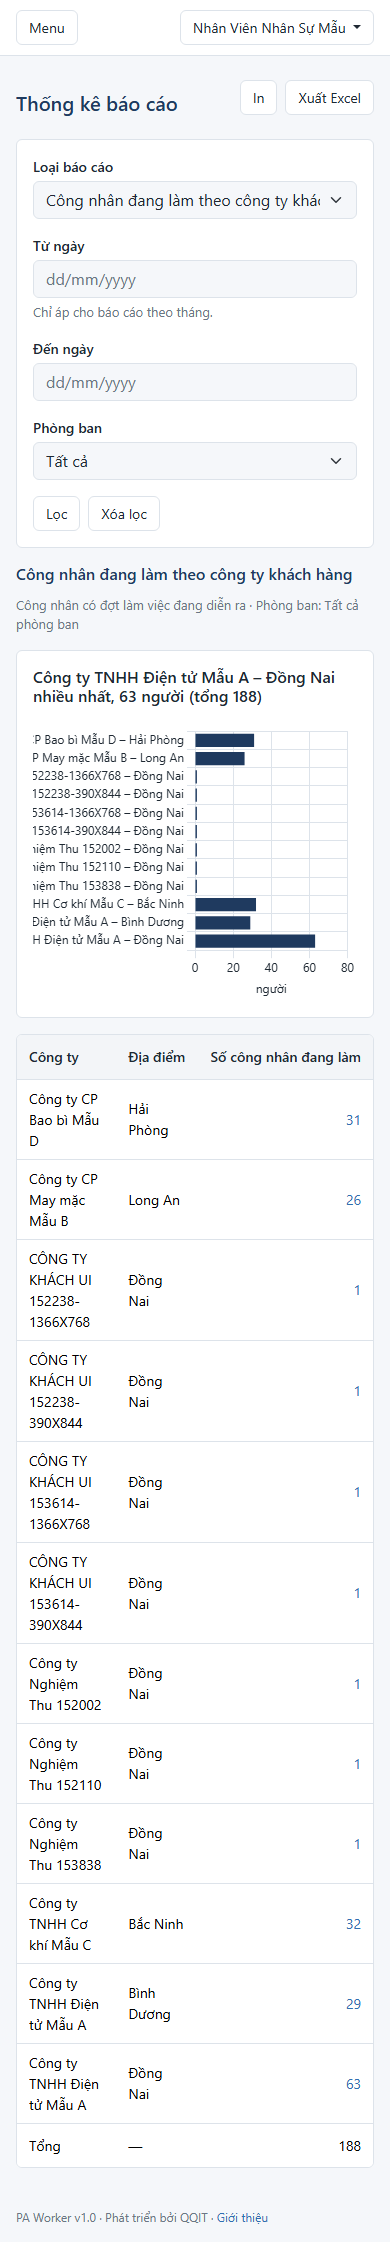 Menu
Nhân Viên Nhân Sự Mẫu
Thống kê báo cáo
In
Xuất Excel
Loại báo cáo
Công nhân đang làm theo công ty khác
Từ ngày
dd/mm/yyyy
Chỉ áp cho báo cáo theo tháng.
Đến ngày
dd/mm/yyyy
Phòng ban
Tất cả
Lọc
Xóa lọc
Công nhân đang làm theo công ty khách hàng
Công nhân có đợt làm việc đang diễn ra · Phòng ban: Tất cả
phòng ban
Công ty TNHH Điện tử Mẫu A – Đồng Nai
nhiều nhất, 63 người (tổng 188)
CP Bao bì Mẫu D – Hải Phòng
P May mặc Mẫu B – Long An
52238-1366X768 – Đồng Nai
152238-390X844 – Đồng Nai
53614-1366X768 – Đồng Nai
153614-390X844 – Đồng Nai
Thu 152002 – Đồng Nai
Thu 152110 – Đồng Nai
Thu 153838 – Đồng Nai
HH Cơ khí Mẫu C – Bắc Ninh
Điện tử Mẫu A – Bình Dương
H Điện tử Mẫu A – Đồng Nai
0 20 40 60 80
người
Công ty Địa điểm Số công nhân đang làm
Công ty CP
Bao bì Mẫu
D
Hải
Phòng
31
Công ty CP
May mặc
Mẫu B
Long An
26
CÔNG TY
KHÁCH UI
152238-
1366X768
Đồng
Nai
1
CÔNG TY
KHÁCH UI
152238-
390X844
Đồng
Nai
1
CÔNG TY
KHÁCH UI
153614-
1366X768
Đồng
Nai
1
CÔNG TY
KHÁCH UI
153614-
390X844
Đồng
Nai
1
Công ty
Nghiệm
Thu 152002
Đồng
Nai
1
Công ty
Nghiệm
Thu 152110
Đồng
Nai
1
Công ty
Nghiệm
Thu 153838
Đồng
Nai
1
Công ty
TNHH Cơ
khí Mẫu C
Bắc Ninh
32
Công ty
TNHH Điện
tử Mẫu A
Bình
Dương
29
Công ty
TNHH Điện
tử Mẫu A
Đồng
Nai
63
Tổng — 188
PA Worker v1.0 · Phát triển bởi QQIT · Giới thiệu